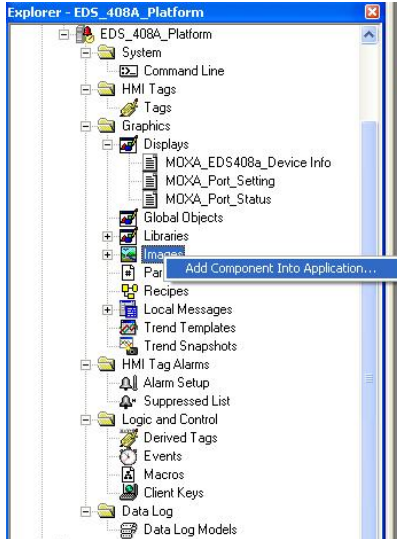 Explorer - EDS_408A_Platform
EDS_408A_Platform
System
Command Line
HMI Tags
Tags
Graphics
Displays
MOXA_EDS408a_Device Info
MOXA_Port_Setting
MOXA_Port_Status
Global Objects
Libraries
Images
Add Component Into Application...
Par
Recipes
Local Messages
Trend Templates
Trend Snapshots
HMI Tag Alarms
Alarm Setup
Suppressed List
Logic and Control
Derived Tags
Events
Macros
Client Keys
Data Log
Data Log Models